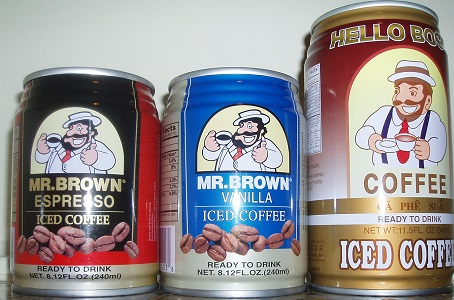 MR.BROWN®
ESPRESSO
ICED COFFEE
READY TO DRINK
NET. 8.12FL.OZ.(240ml)
Facts
MR.BROWN®
VANILLA
ICED COFFEE
READY TO DRINK
NET. 8.12FL.OZ.(240ml)
HELLO BOSS
COFFEE
CÀ PHÊ SỮA
READY TO DRINK
NET WT:11.5FL.OZ
ICED COFFEE